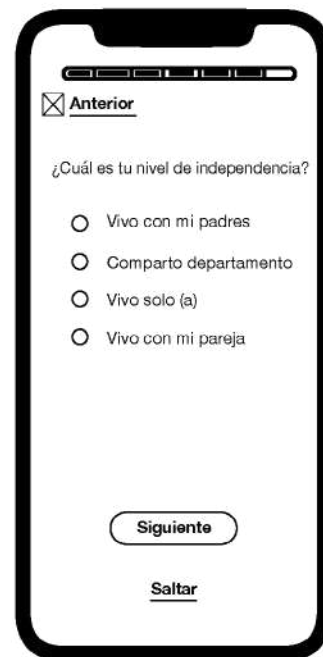 Anterior
¿Cuál es tu nivel de independencia?
Vivo con mi padres
Comparto departamento
Vivo solo (a)
Vivo con mi pareja
Siguiente
Saltar